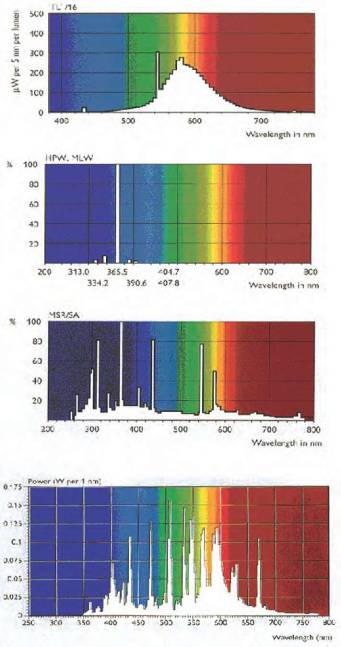 TL' /16
500
400
300
200
100
0
µW per 5 nm per lumen
400 500 600 700
Wavelength in nm
HPW, MLW
%
100
80
60
40
20
200 313.0 365.5 404.7 600 700 800
334.2 390.6 407.8
Wavelength in nm
MSR/SA
%
100
80
60
40
20
200 300 400 500 600 700 800
Wavelength in nm
Power (W per 1 nm)
0.175
0.15
0.125
0.1
0.075
0.05
0.025
0
250 300 350 400 450 500 550 600 650 700 750 800
Wavelength (nm)